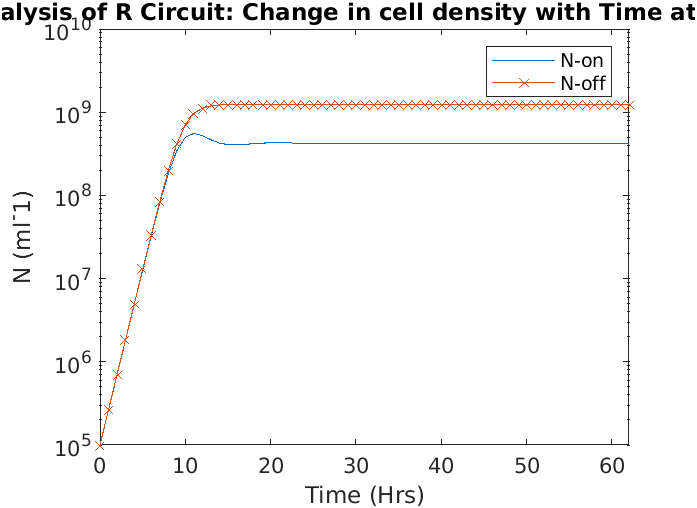 alysis of R Circuit: Change in cell density with Time at
10^10
N-on
N-off
10^9
10^8
10^7
10^6
10^5
N (ml^-1)
0 10 20 30 40 50 60
Time (Hrs)